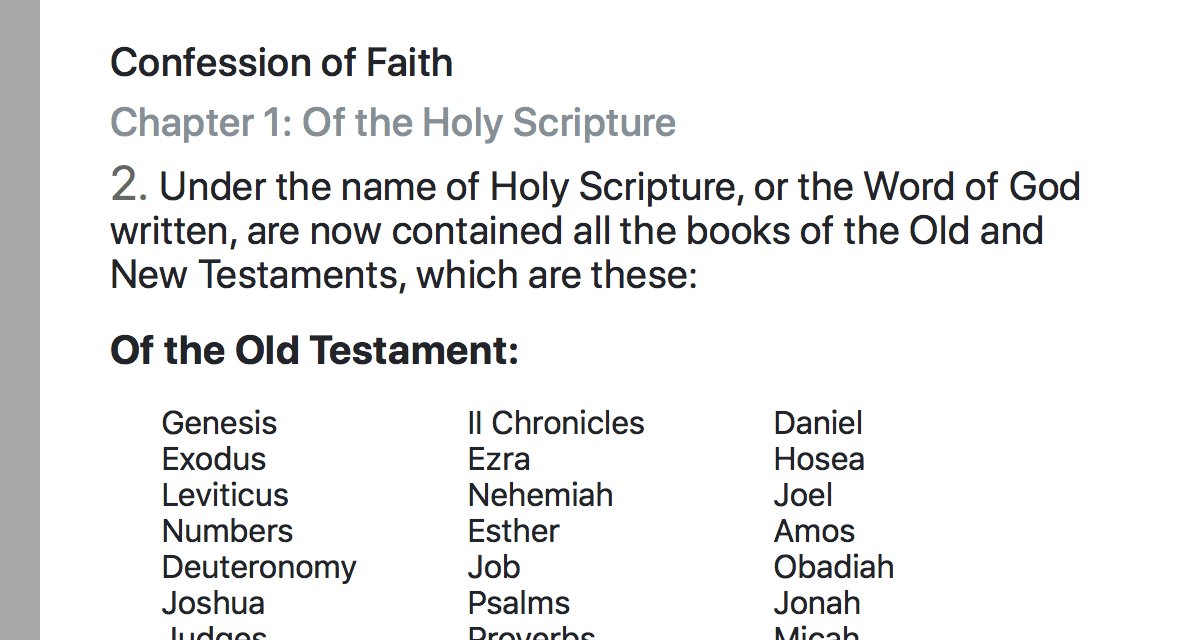 Confession of Faith
Chapter 1: Of the Holy Scripture
2. Under the name of Holy Scripture, or the Word of God
written, are now contained all the books of the Old and
New Testaments, which are these:
Of the Old Testament:
Genesis
Exodus
Leviticus
Numbers
Deuteronomy
Joshua
Judges
II Chronicles
Ezra
Nehemiah
Esther
Job
Psalms
Proverbs
Daniel
Hosea
Joel
Amos
Obadiah
Jonah
Micah